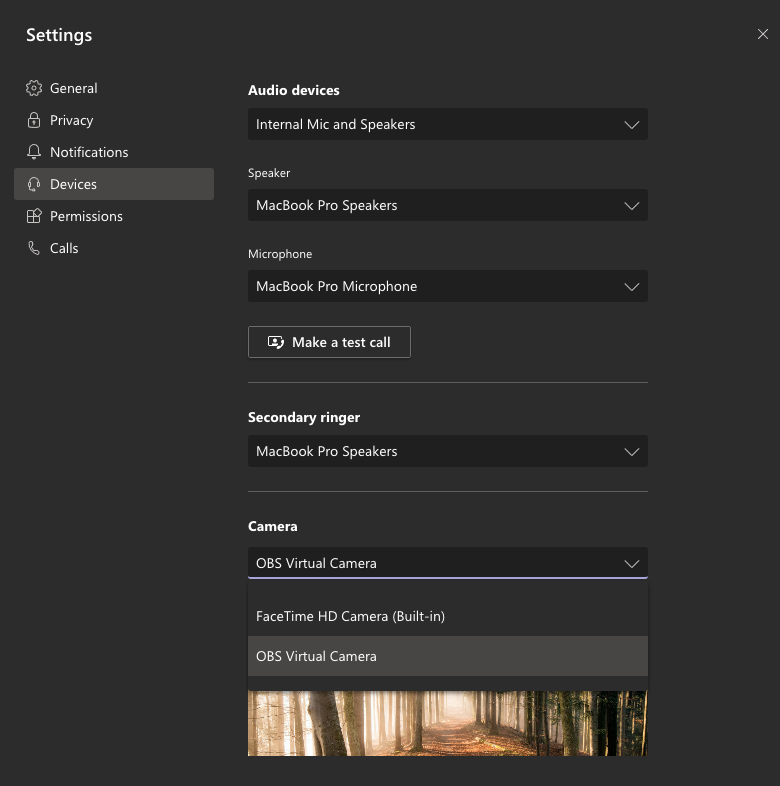 Settings
General
Privacy
Notifications
Devices
Permissions
Calls
Audio devices
Internal Mic and Speakers
Speaker
MacBook Pro Speakers
Microphone
MacBook Pro Microphone
Make a test call
Secondary ringer
MacBook Pro Speakers
Camera
OBS Virtual Camera
FaceTime HD Camera (Built-in)
OBS Virtual Camera